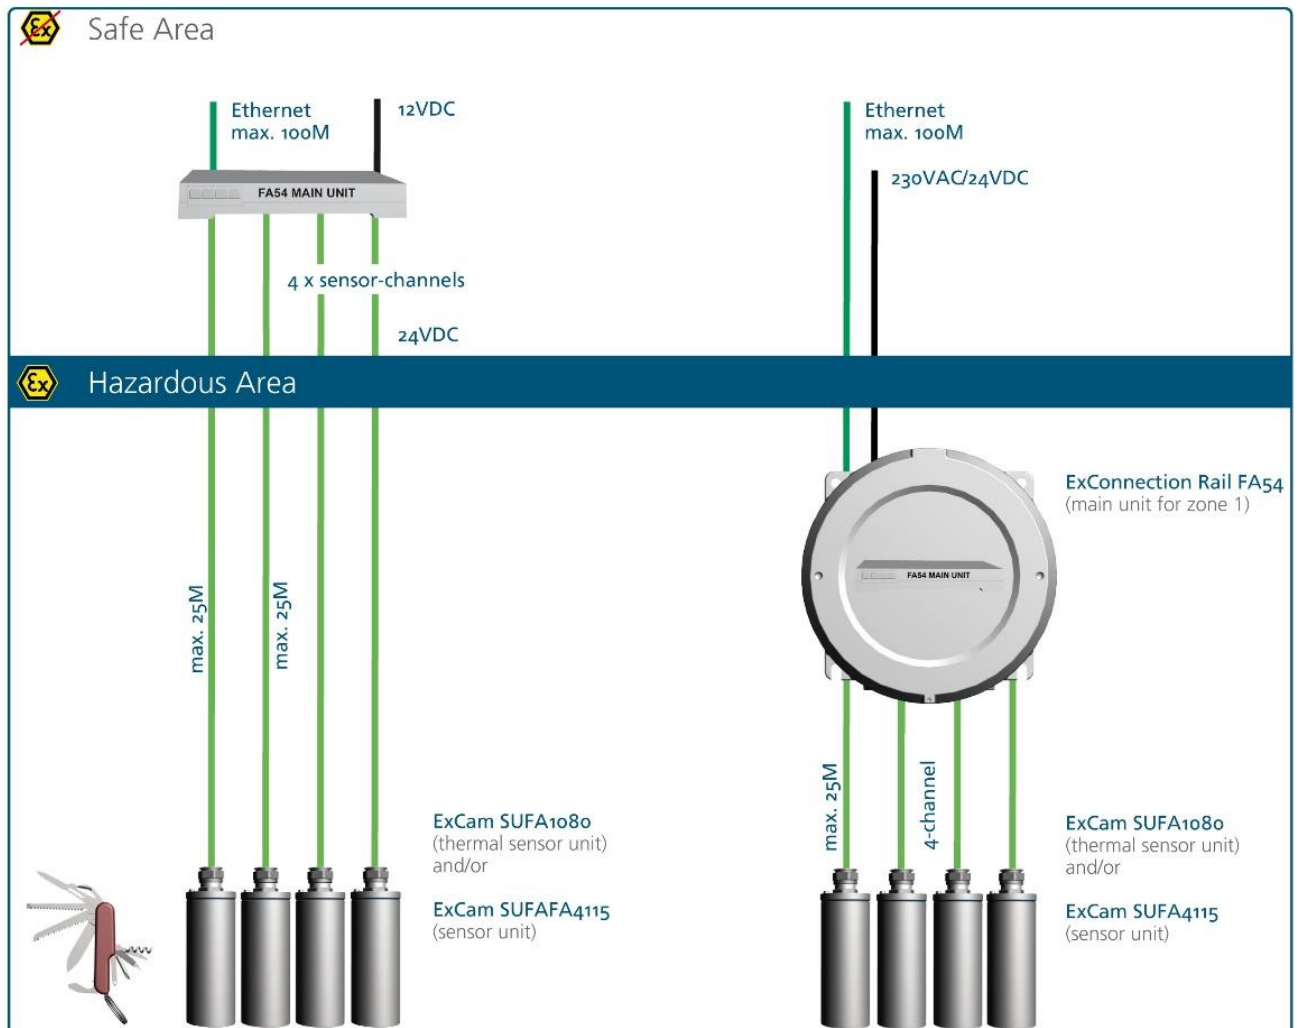 Ex
Safe Area
Ethernet
max. 100M
12VDC
FA54 MAIN UNIT
4 x sensor-channels
24VDC
Ethernet
max. 100M
230VAC/24VDC
Ex
Hazardous Area
max. 25M
max. 25M
ExCam SUFA1080
(thermal sensor unit)
and/or
ExCam SUFAFA4115
(sensor unit)
ExConnection Rail FA54
(main unit for zone 1)
FA54 MAIN UNIT
max. 25M
4-channel
ExCam SUFA1080
(thermal sensor unit)
and/or
ExCam SUFA4115
(sensor unit)